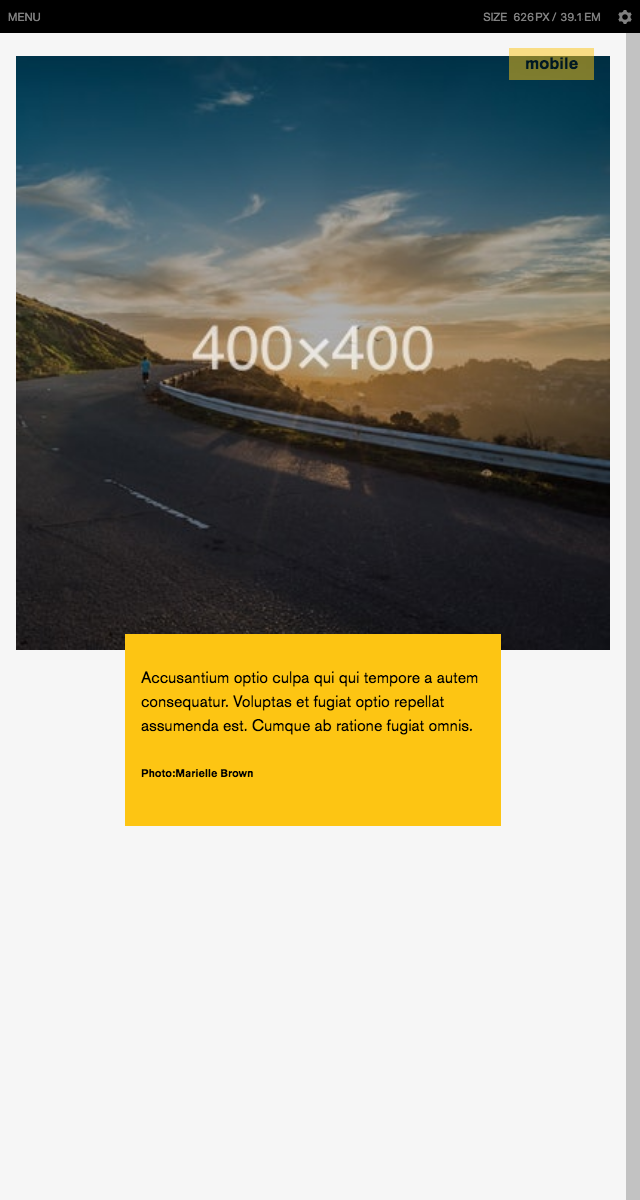 MENU
SIZE 626PX / 39.1EM
mobile
400×400
Accusantium optio culpa qui qui tempore a autem
consequatur. Voluptas et fugiat optio repellat
assumenda est. Cumque ab ratione fugiat omnis.
Photo:Marielle Brown